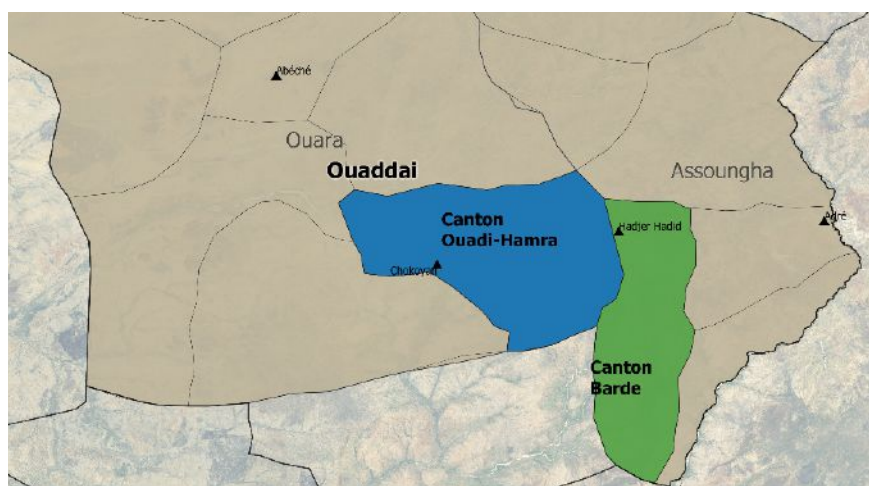 Abéché
Ouara
Ouaddai
Assoungha
Canton
Ouadi-Hamra
Hadjer Hadid
Adré
Chokoyan
Canton
Barde